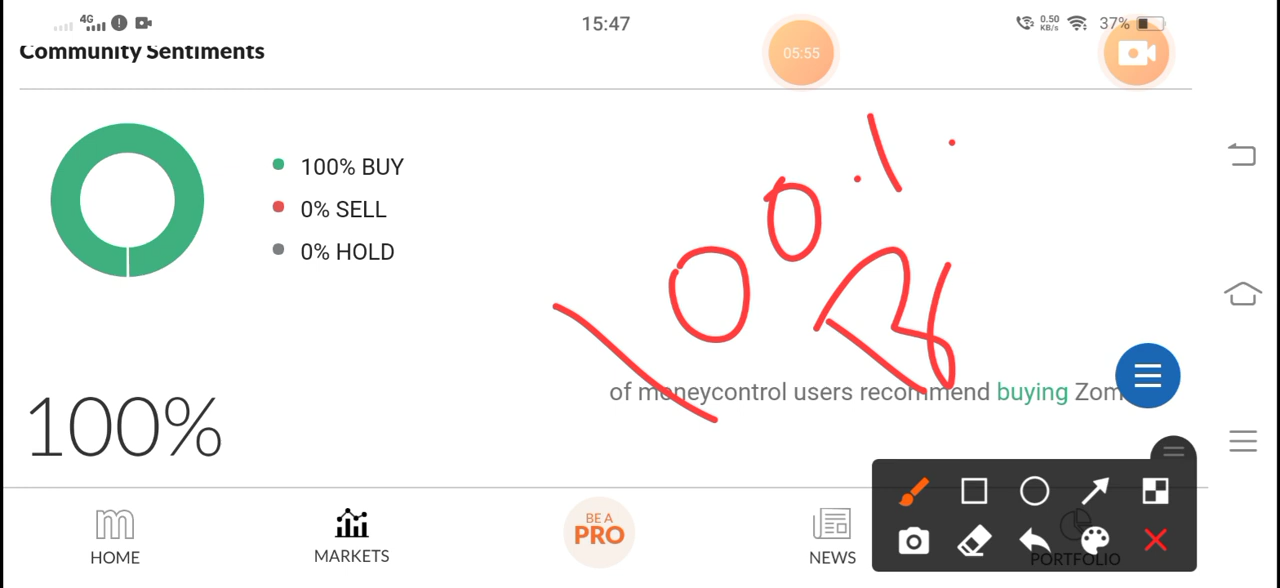 4G
15:47
0.50
KB/s
37%
Community Sentiments
05:55
100% BUY
0% SELL
0% HOLD
100%
100%
of moneycontrol users recommend buying Zom
HOME
MARKETS
BE A
PRO
NEWS
PORTFOLIO